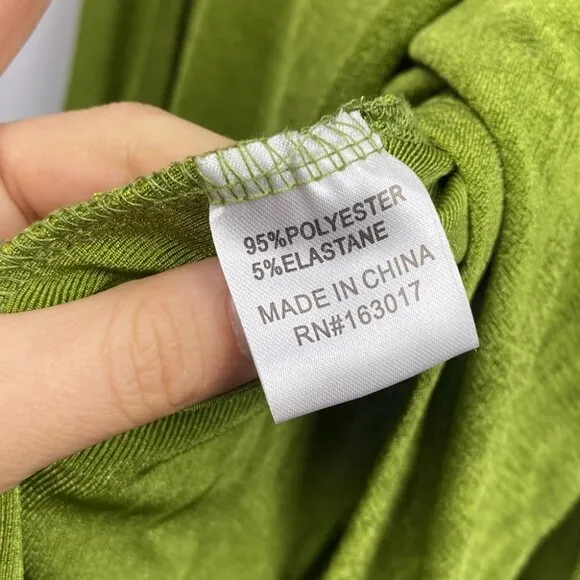 95%POLYESTER
5%ELASTANE
MADE IN CHINA
RN#163017